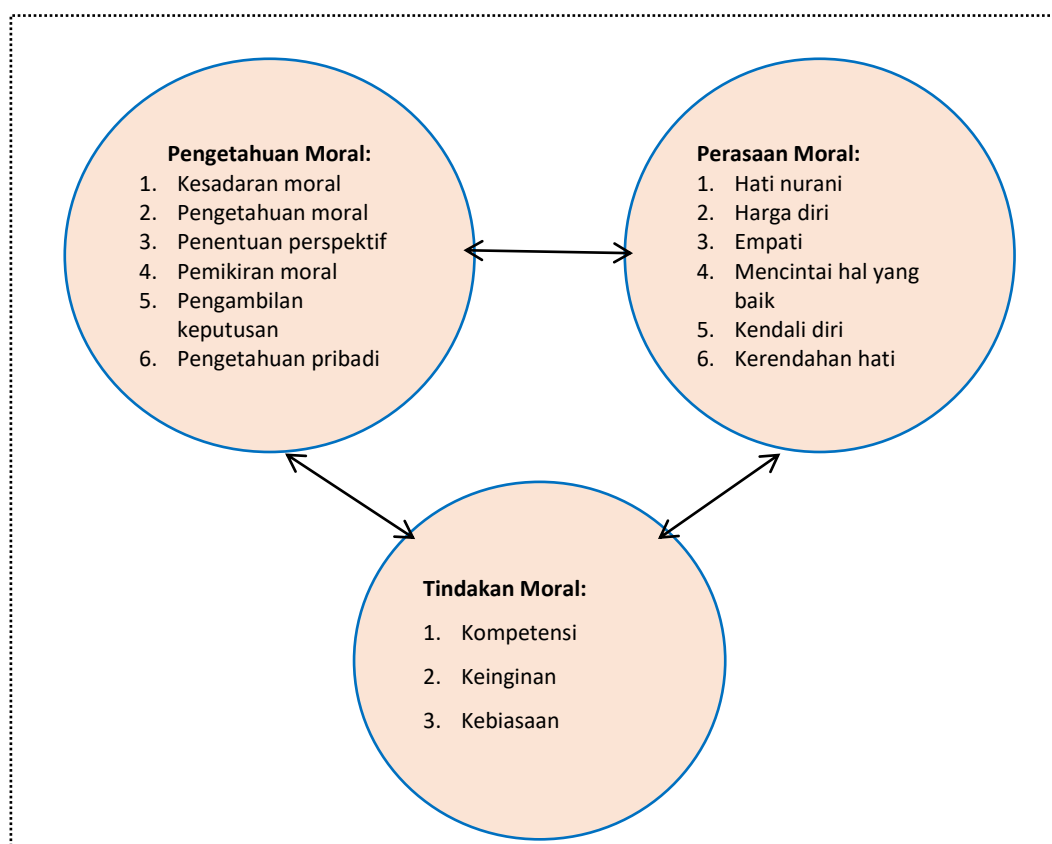 Pengetahuan Moral:
1. Kesadaran moral
2. Pengetahuan moral
3. Penentuan perspektif
4. Pemikiran moral
5. Pengambilan
keputusan
6. Pengetahuan pribadi
Perasaan Moral:
1. Hati nurani
2. Harga diri
3. Empati
4. Mencintai hal yang
baik
5. Kendali diri
6. Kerendahan hati
Tindakan Moral:
1. Kompetensi
2. Keinginan
3. Kebiasaan